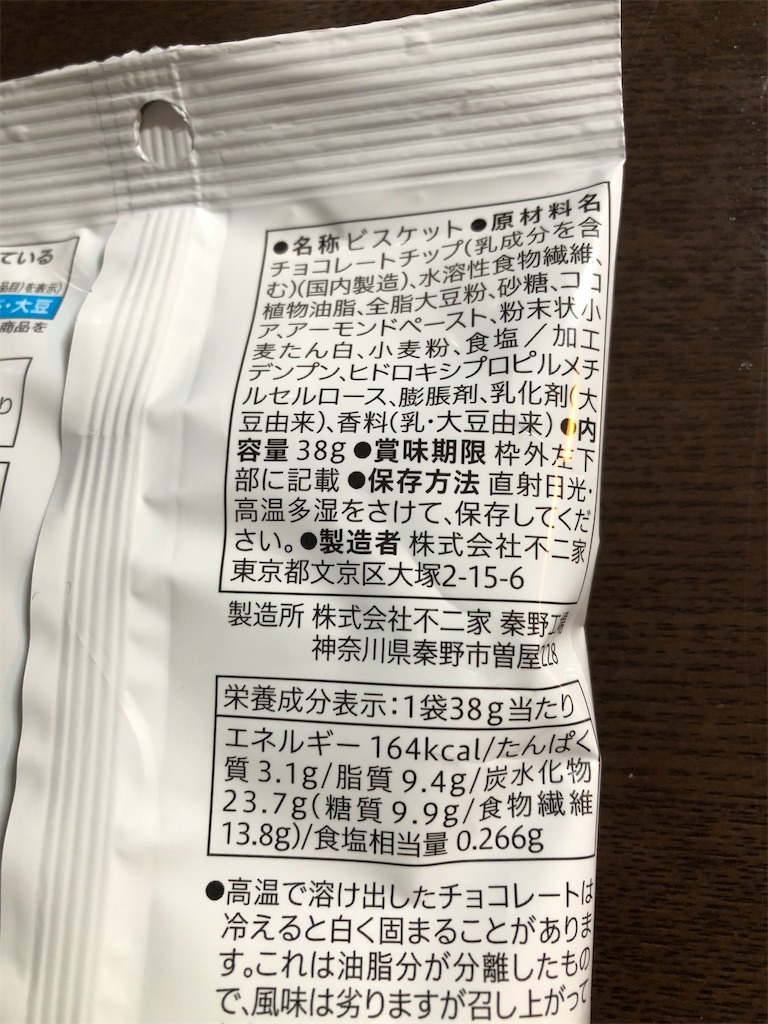 ている
品目)を表示)
・大豆
商品を
り
●名称 ビスケット ●原材料名
チョコレートチップ(乳成分を含
む)(国内製造)、水溶性食物繊維、
植物油脂、全脂大豆粉、砂糖、ココ
ア、アーモンドペースト、粉末状小
麦たん白、小麦粉、食塩／加工
デンプン、ヒドロキシプロピルメチ
ルセルロース、膨脹剤、乳化剤(大
豆由来)、香料(乳・大豆由来) ●内
容量 38g ●賞味期限 枠外左下
部に記載 ●保存方法 直射日光・
高温多湿をさけて、保存してくだ
さい。●製造者 株式会社不二家
東京都文京区大塚2-15-6
製造所 株式会社不二家 秦野工場
神奈川県秦野市曽屋228
栄養成分表示：1袋38g当たり
エネルギー 164kcal/たんぱく
質 3.1g/脂質 9.4g/炭水化物
23.7g(糖質 9.9g/食物繊維
13.8g)/食塩相当量 0.266g
●高温で溶け出したチョコレートは
冷えると白く固まることがありま
す。これは油脂分が分離したもの
で、風味は劣りますが召し上がって